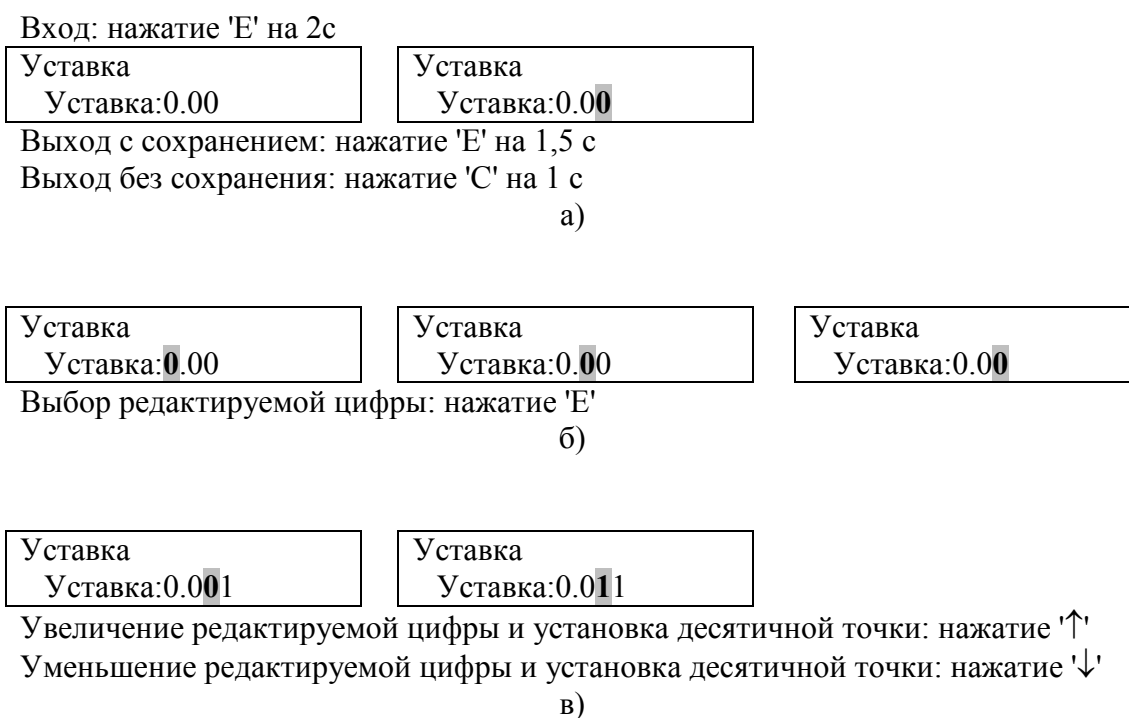 Вход: нажатие 'Е' на 2с
Уставка Уставка
Уставка:0.00 Уставка:0.00
Выход с сохранением: нажатие 'Е' на 1,5 с
Выход без сохранения: нажатие 'С' на 1 с
а)
Уставка Уставка Уставка
Уставка:0.00 Уставка:0.00 Уставка:0.00
Выбор редактируемой цифры: нажатие 'Е'
б)
Уставка Уставка
Уставка:0.001 Уставка:0.011
Увеличение редактируемой цифры и установка десятичной точки: нажатие '↑'
Уменьшение редактируемой цифры и установка десятичной точки: нажатие '↓'
в)